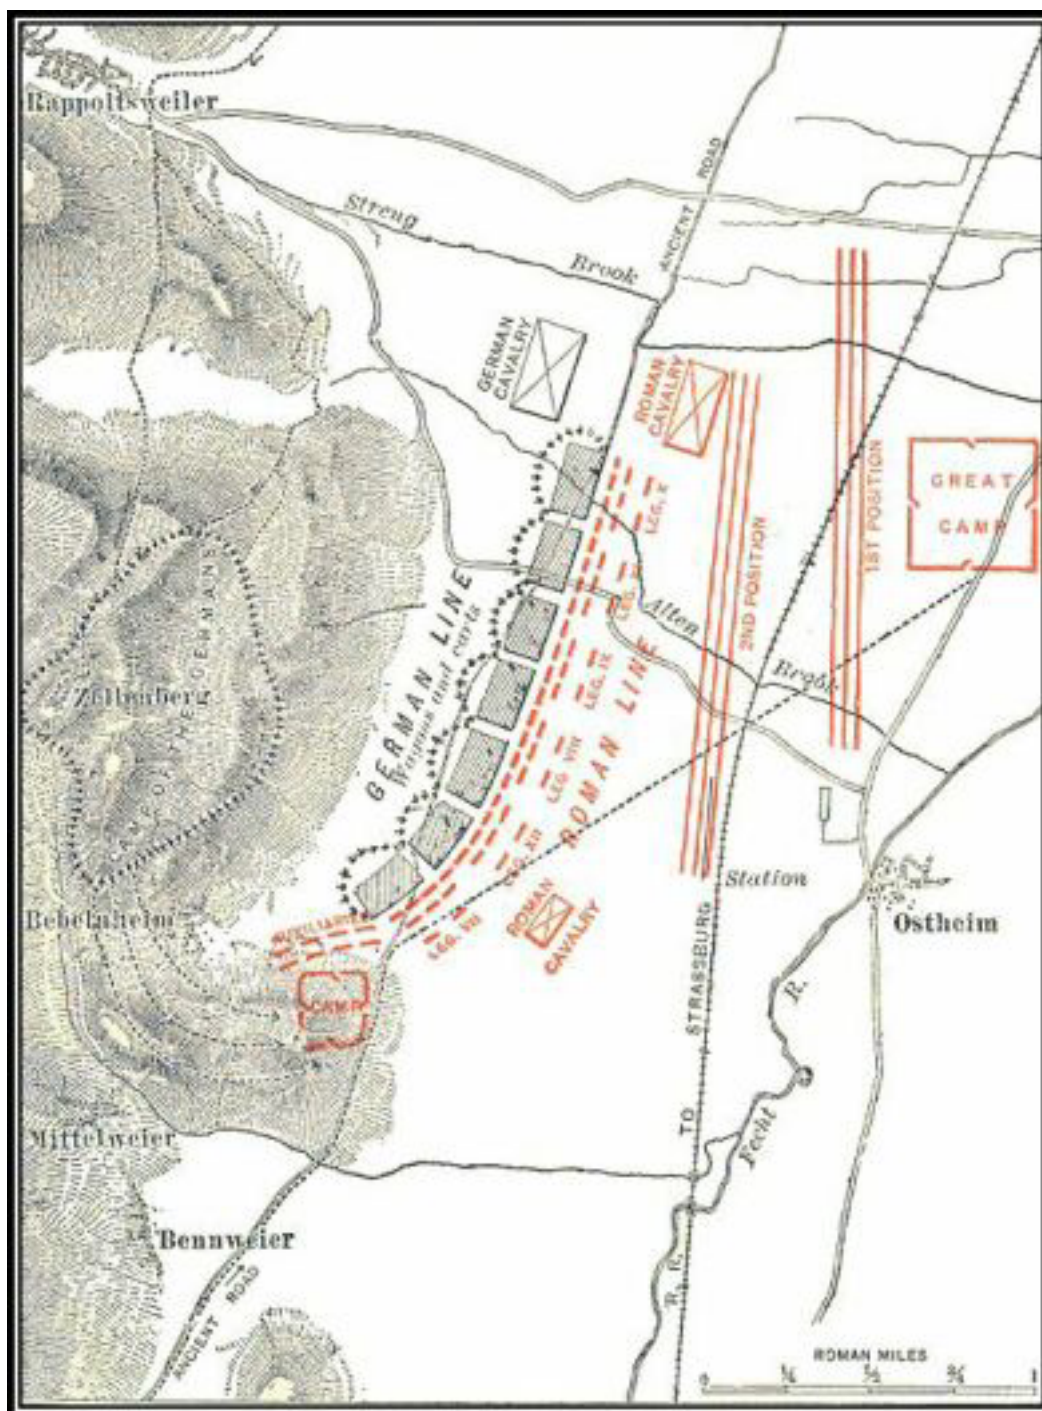 Rappoltsweiler
Streng
Brook
ANCIENT ROAD
GERMAN
CAVALRY
ROMAN
CAVALRY
LEG. X
1ST POSITION
GREAT
CAMP
2ND POSITION
GERMAN LINE
Wagons and carts
LEG.
Alten
Brook
LEG. IX
ROMAN LINE
LEG. VIII
LEG. XII
Zellenberg
CAMP OF THE GERMANS
Bebelnheim
LEG. VII
ROMAN
CAVALRY
Station
Ostheim
CAMP
TO STRASSBURG
R.R.
Fecht R.
Mittelweier
Bennweier
ANCIENT ROAD
ROMAN MILES
0 ¼ ½ ¾ 1